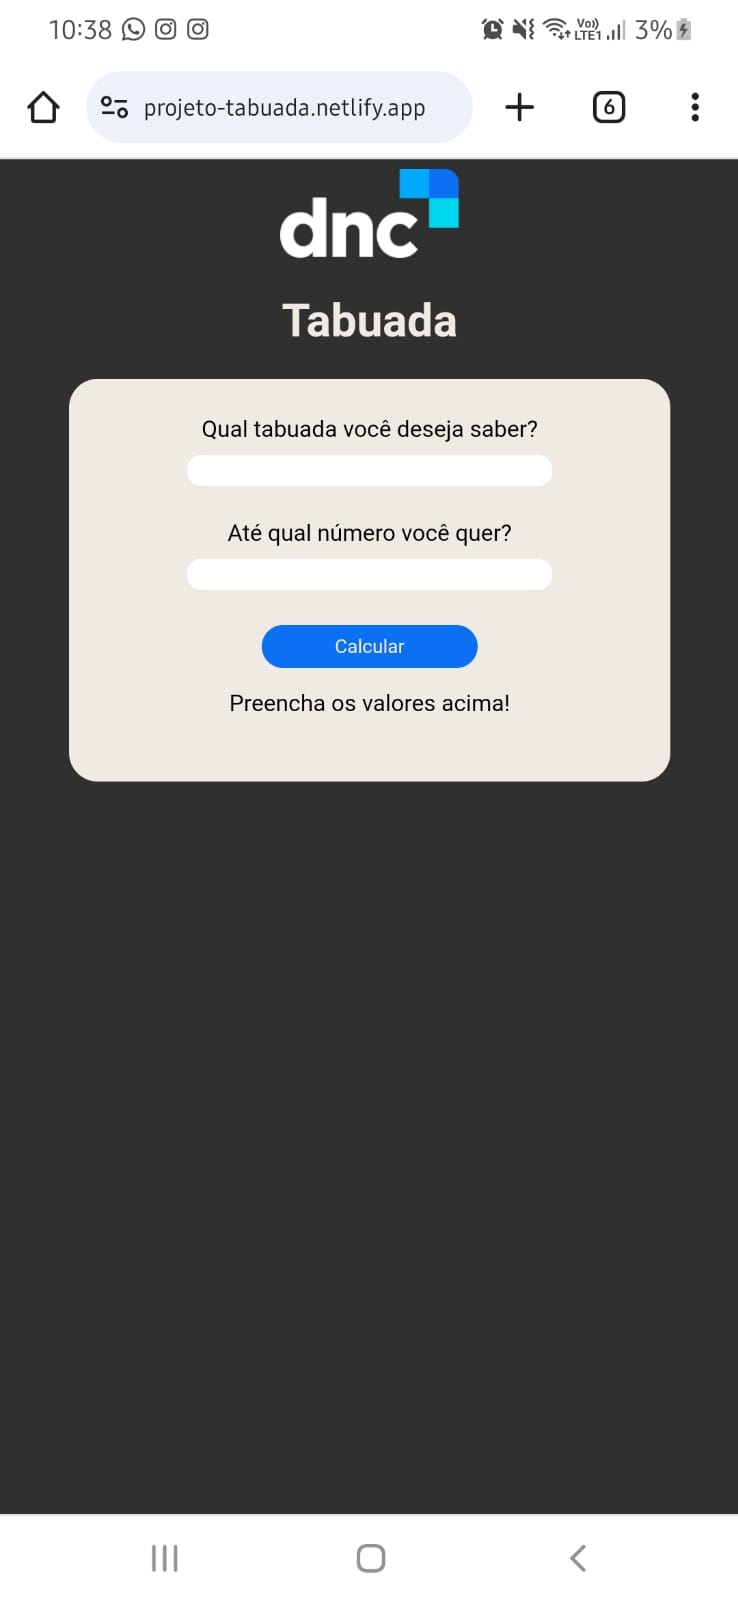 10:38
Vo)) LTE1 3%
projeto-tabuada.netlify.app
6
dnc
Tabuada
Qual tabuada você deseja saber?
Até qual número você quer?
Calcular
Preencha os valores acima!